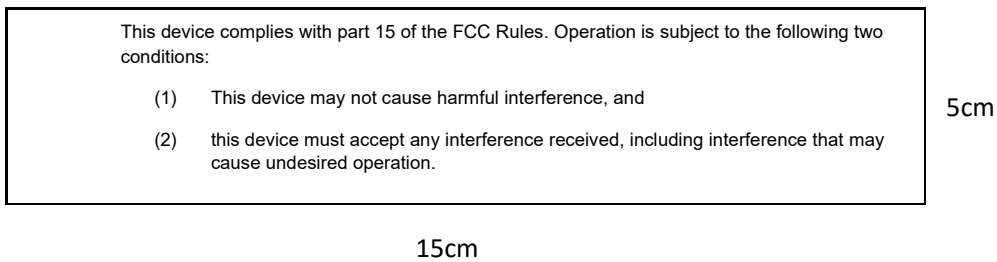 This device complies with part 15 of the FCC Rules. Operation is subject to the following two
conditions:
(1) This device may not cause harmful interference, and
(2) this device must accept any interference received, including interference that may
cause undesired operation.
5cm
15cm